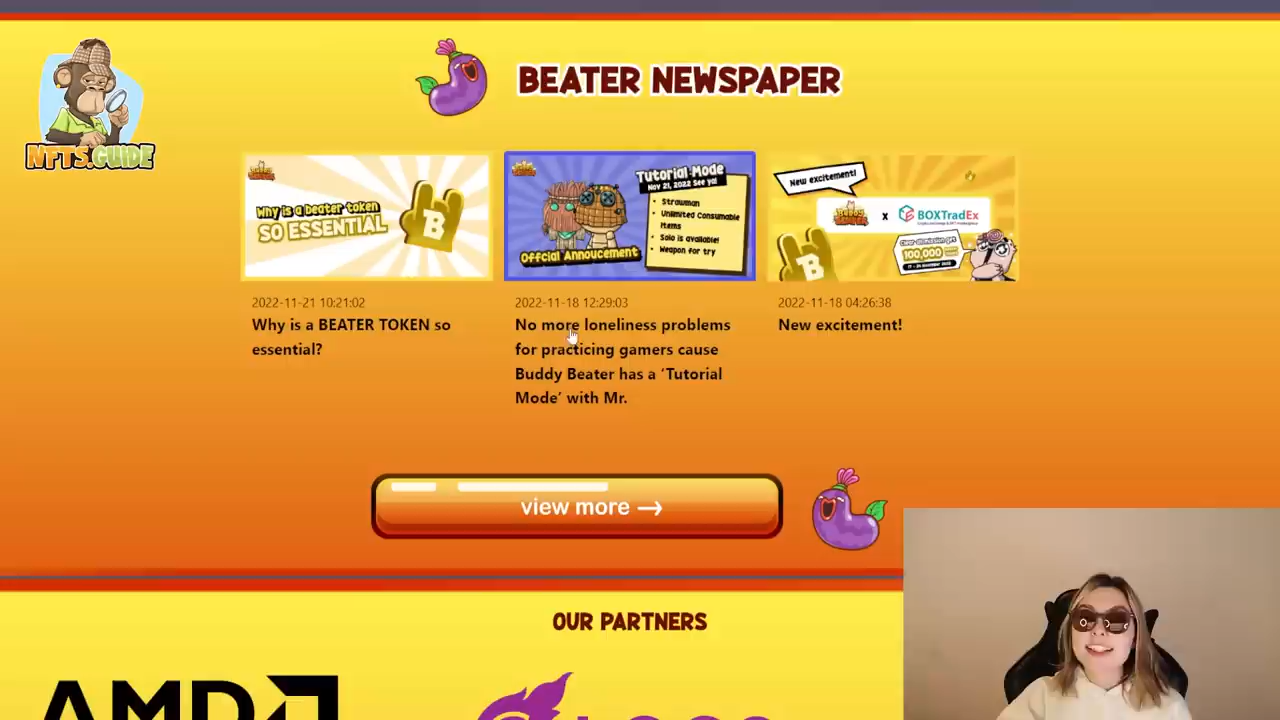 NFTS.GUIDE
BEATER NEWSPAPER
Why is a beater token
SO ESSENTIAL
B
Tutorial Mode
Nov 21, 2022 See ya!
• Strawman
• Unlimited Consumable
Items
• Solo is available!
• Weapon for try
Offcial Annoucement
New excitement!
x
BOXTradEx
100,000
B
2022-11-21 10:21:02
Why is a BEATER TOKEN so
essential?
2022-11-18 12:29:03
No more loneliness problems
for practicing gamers cause
Buddy Beater has a ‘Tutorial
Mode’ with Mr.
2022-11-18 04:26:38
New excitement!
view more →
OUR PARTNERS
AMD